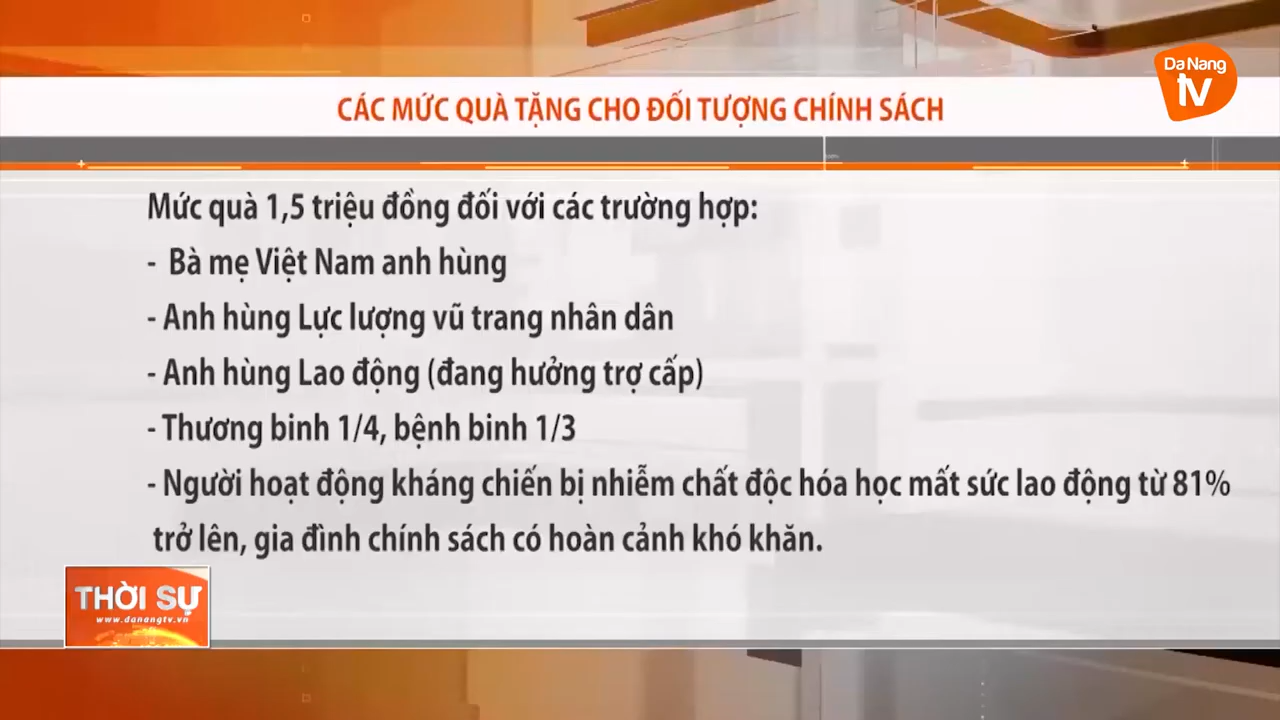 Da Nang
tv
CÁC MỨC QUÀ TẶNG CHO ĐỐI TƯỢNG CHÍNH SÁCH
Mức quà 1,5 triệu đồng đối với các trường hợp:
- Bà mẹ Việt Nam anh hùng
- Anh hùng Lực lượng vũ trang nhân dân
- Anh hùng Lao động (đang hưởng trợ cấp)
- Thương binh 1/4, bệnh binh 1/3
- Người hoạt động kháng chiến bị nhiễm chất độc hóa học mất sức lao động từ 81%
trở lên, gia đình chính sách có hoàn cảnh khó khăn.
THỜI SỰ
www.danangtv.vn